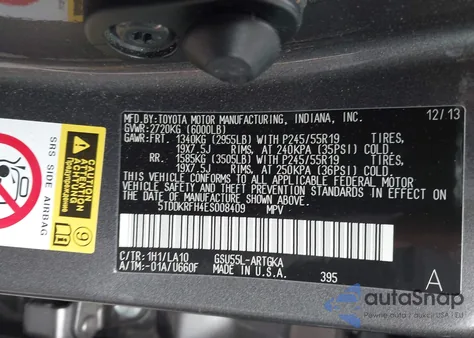 MFD.BY:TOYOTA MOTOR MANUFACTURING, INDIANA, INC. 12/13
GVWR:2720KG (6000LB)
GAWR:FRT. 1340KG (2955LB) WITH P245/55R19 TIRES,
19X7.5J RIMS, AT 240KPA (35PSI) COLD.
RR. 1585KG (3505LB) WITH P245/55R19 TIRES,
19X7.5J RIMS, AT 240KPA (36PSI) COLD.
THIS VEHICLE CONFORMS TO ALL APPLICABLE FEDERAL MOTOR
VEHICLE SAFETY AND THEFT PREVENTION STANDARDS IN EFFECT
ON THE DATE OF MANUFACTURE SHOWN ABOVE.
5TDDKRFH4ES008409 MPV
C/TR:1H1/LA10 GSU55L-ARTGKA
A/TM:-01A/U660F MADE IN U.S.A. 395 A
SRS SIDE AIRBAG
9
autoSnap